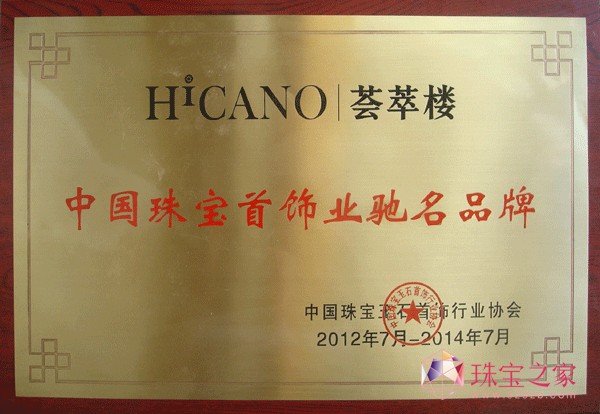 HiCANO | 荟萃楼
中国珠宝首饰业驰名品牌
中国珠宝玉石首饰行业协会
2012年7月-2014年7月
珠宝之家